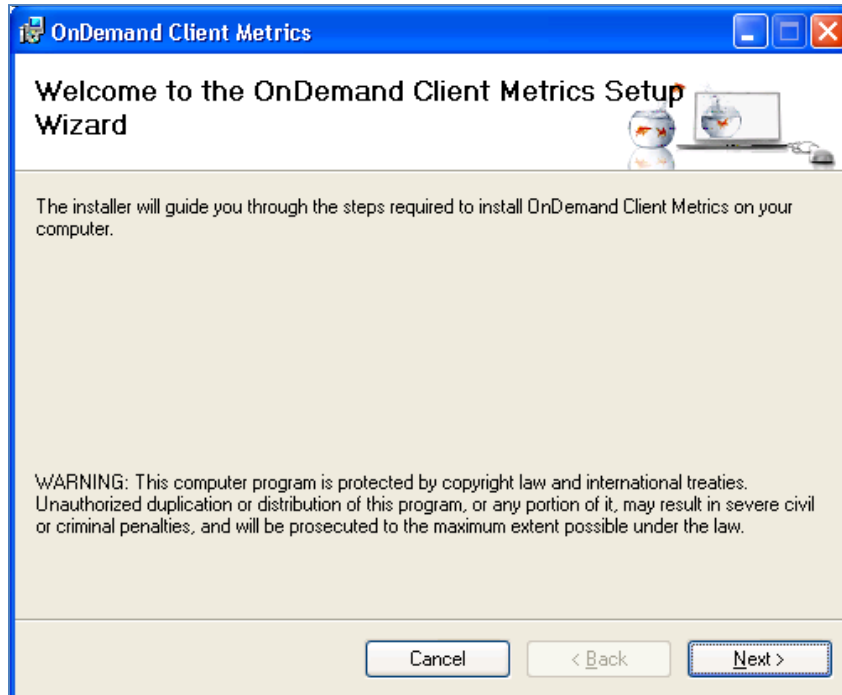 OnDemand Client Metrics
Welcome to the OnDemand Client Metrics Setup
Wizard
The installer will guide you through the steps required to install OnDemand Client Metrics on your
computer.
WARNING: This computer program is protected by copyright law and international treaties.
Unauthorized duplication or distribution of this program, or any portion of it, may result in severe civil
or criminal penalties, and will be prosecuted to the maximum extent possible under the law.
Cancel < Back Next >